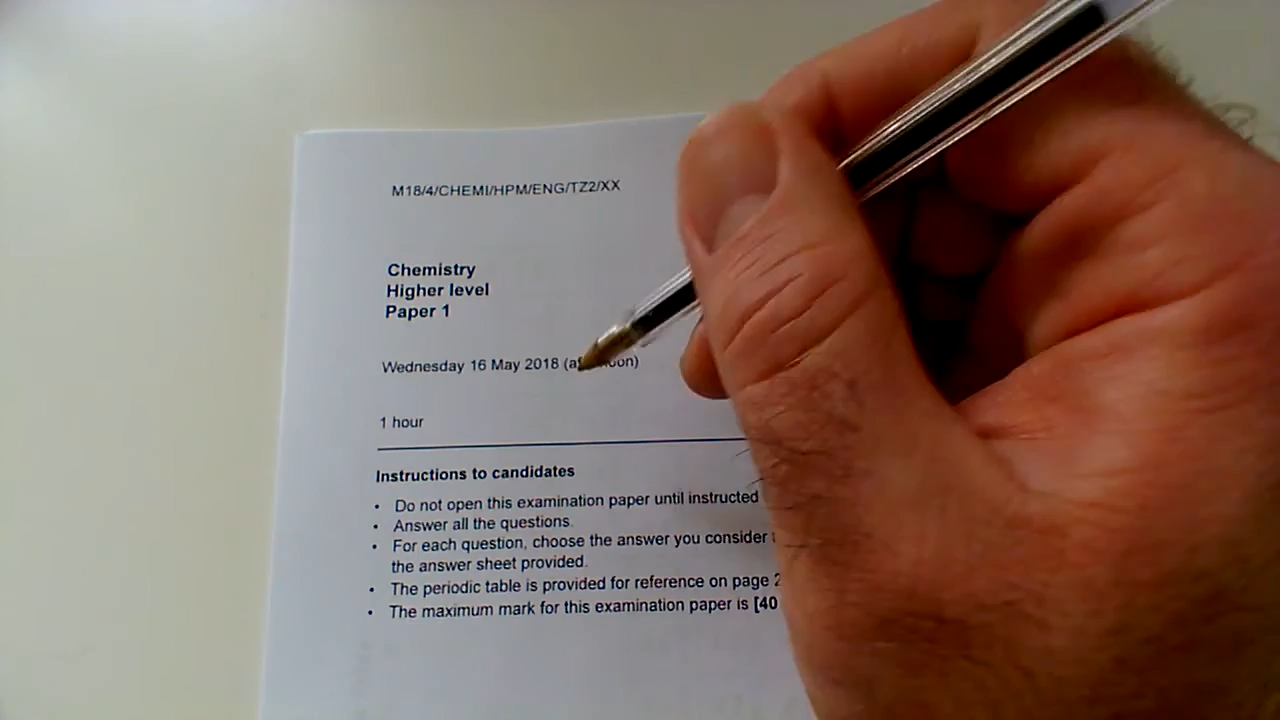 M18/4/CHEMI/HPM/ENG/TZ2/XX
Chemistry
Higher level
Paper 1
Wednesday 16 May 2018
1 hour
Instructions to candidates
• Do not open this examination paper until instructed
• Answer all the questions.
• For each question, choose the answer you consider
the answer sheet provided.
• The periodic table is provided for reference on page 2
• The maximum mark for this examination paper is [40